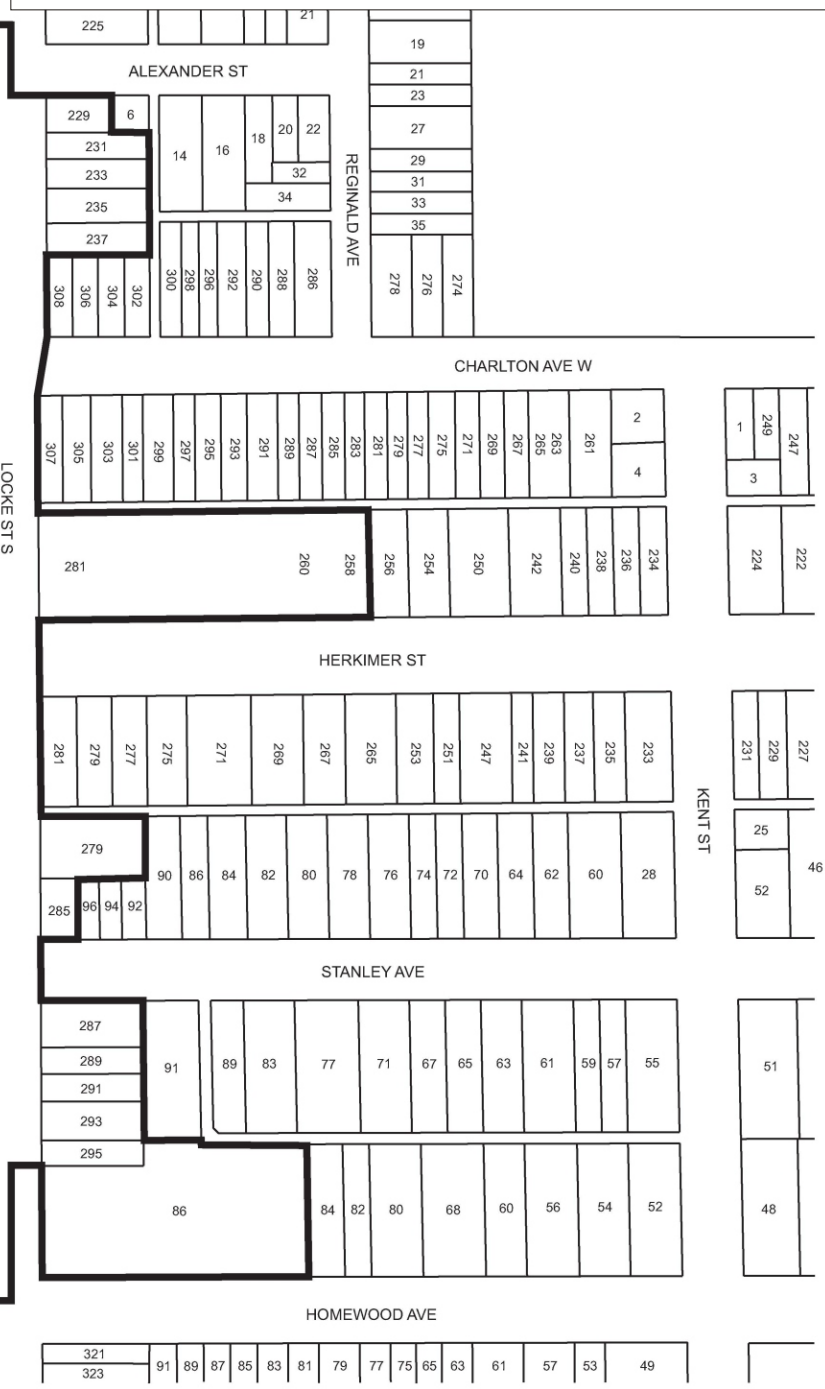 225
21
19
ALEXANDER ST
21
23
229 6
14 16 18 20 22
27
231
233
29
32
31
34
33
235
35
237
REGINALD AVE
308 306 304 302
300 298 296 292 290 288 286
278 276 274
CHARLTON AVE W
307 305 303 301 299 297 295 293 291 289 287 285 283 281 279 277 275 271 269 267 265 263 261
2
4
1 249 247
3
LOCKE ST S
281 260 258 256 254 250 242 240 238 236 234
224 222
HERKIMER ST
281 279 277 275 271 269 267 265 253 251 247 241 239 237 235 233
231 229 227
KENT ST
279
90 86 84 82 80 78 76 74 72 70 64 62 60 28
25
46
52
285 96 94 92
STANLEY AVE
287
289
291
293
295
91 89 83 77 71 67 65 63 61 59 57 55
51
86
84 82 80 68 60 56 54 52
48
HOMEWOOD AVE
321
323
91 89 87 85 83 81 79 77 75 65 63 61 57 53 49